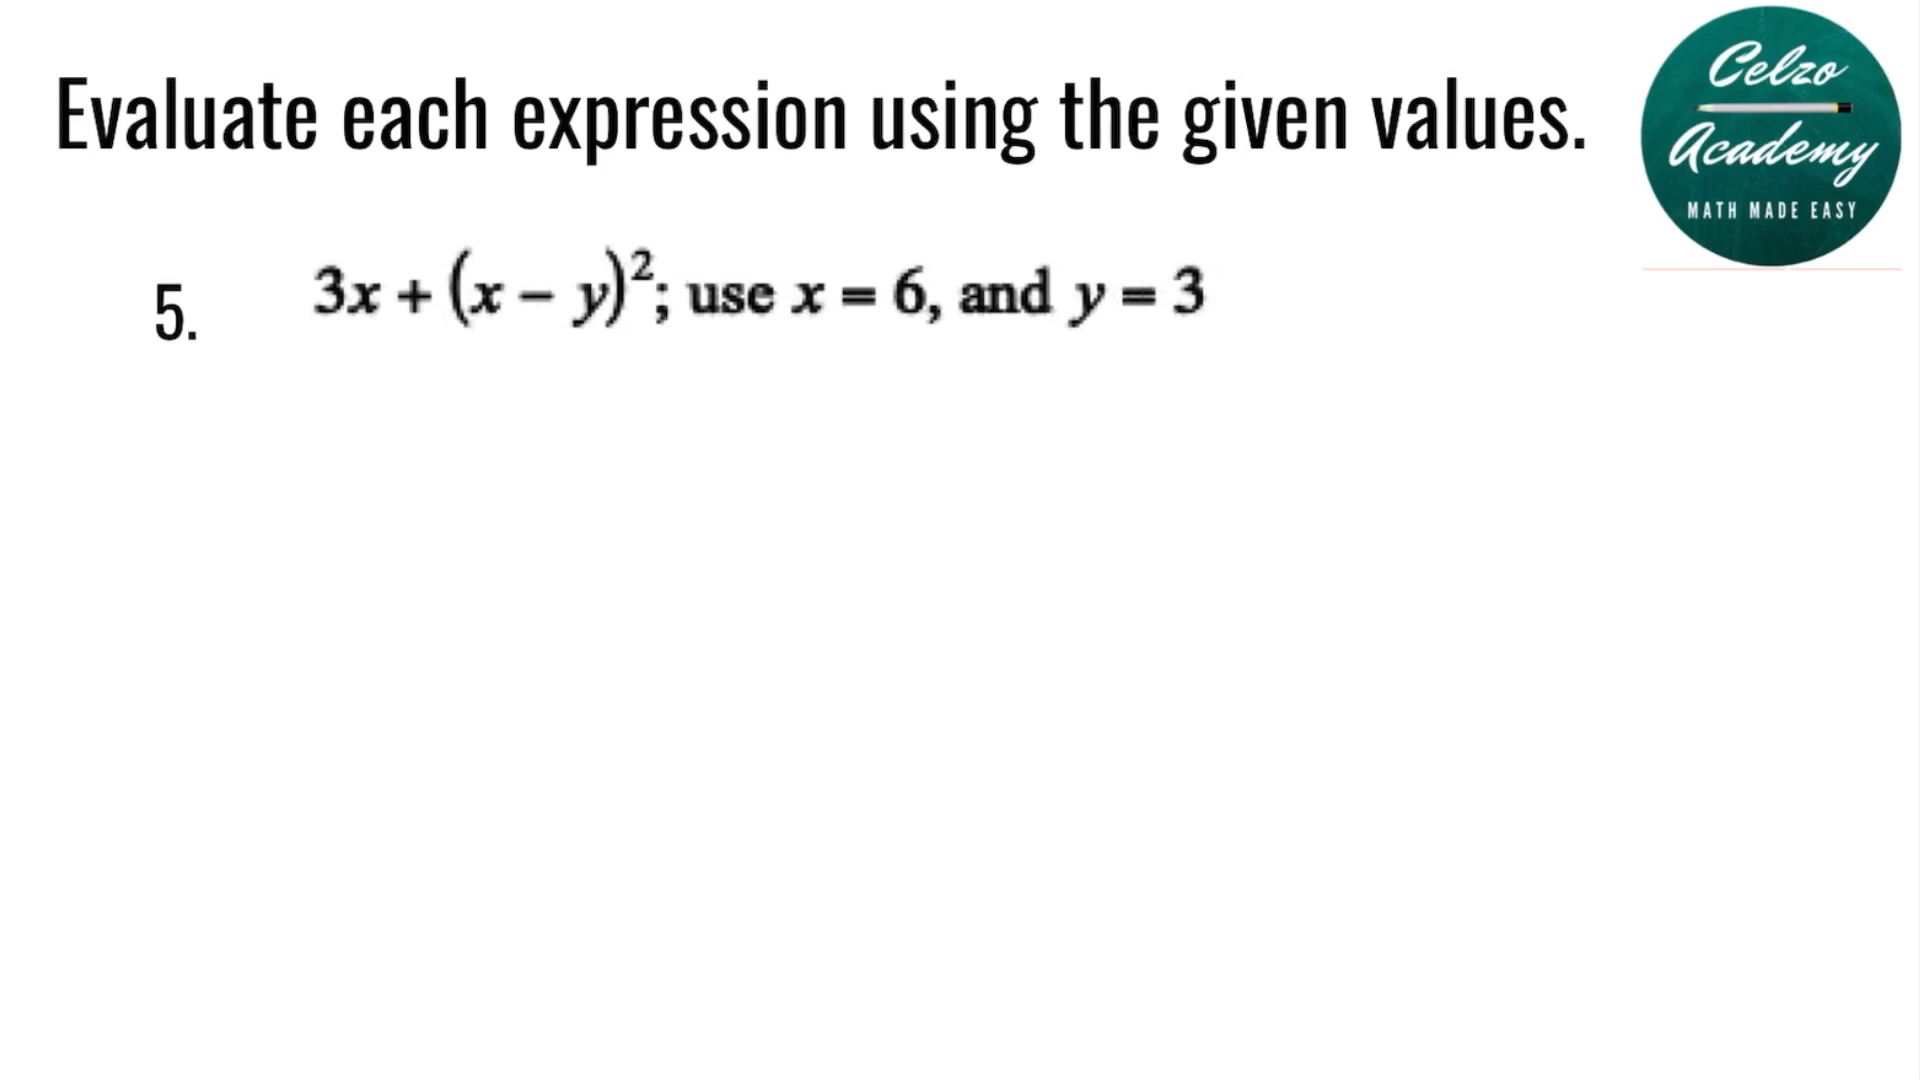 Evaluate each expression using the given values.
Celzo
Academy
MATH MADE EASY
5. 3x + (x − y)²; use x = 6, and y = 3